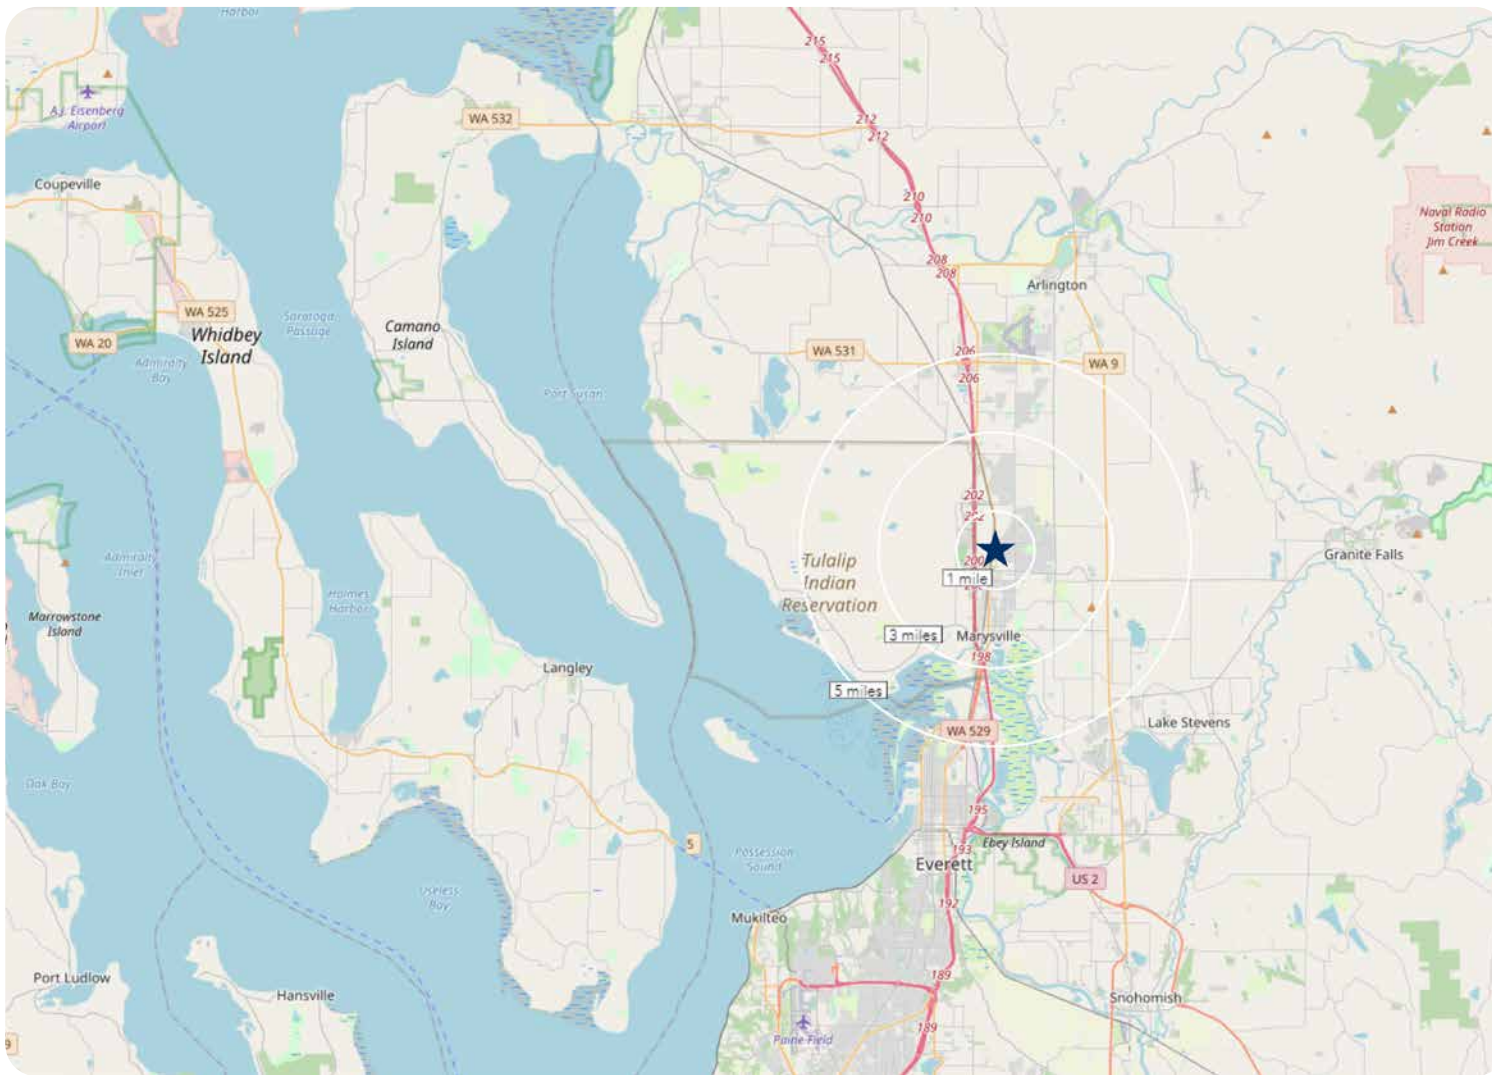 Harbor
215
215
A.J. Eisenberg
Airport
WA 532
212
212
Coupeville
210
210
Naval Radio
Station
Jim Creek
208
208
Arlington
WA 525
Saratoga
Passage
Whidbey
Island
Camano
Island
WA 20
Admiralty
Bay
WA 531
206
WA 9
206
Port Susan
202
202
Admiralty
Inlet
Tulalip
Indian
Reservation
200
1 mile
Granite Falls
Holmes
Harbor
Marrowstone
Island
3 miles
Marysville
198
Langley
5 miles
Lake Stevens
WA 529
Oak Bay
195
5
Ebey Island
193
Possession
Sound
Everett
US 2
Useless
Bay
192
Mukilteo
189
Port Ludlow
Hansville
Snohomish
189
Paine Field
9